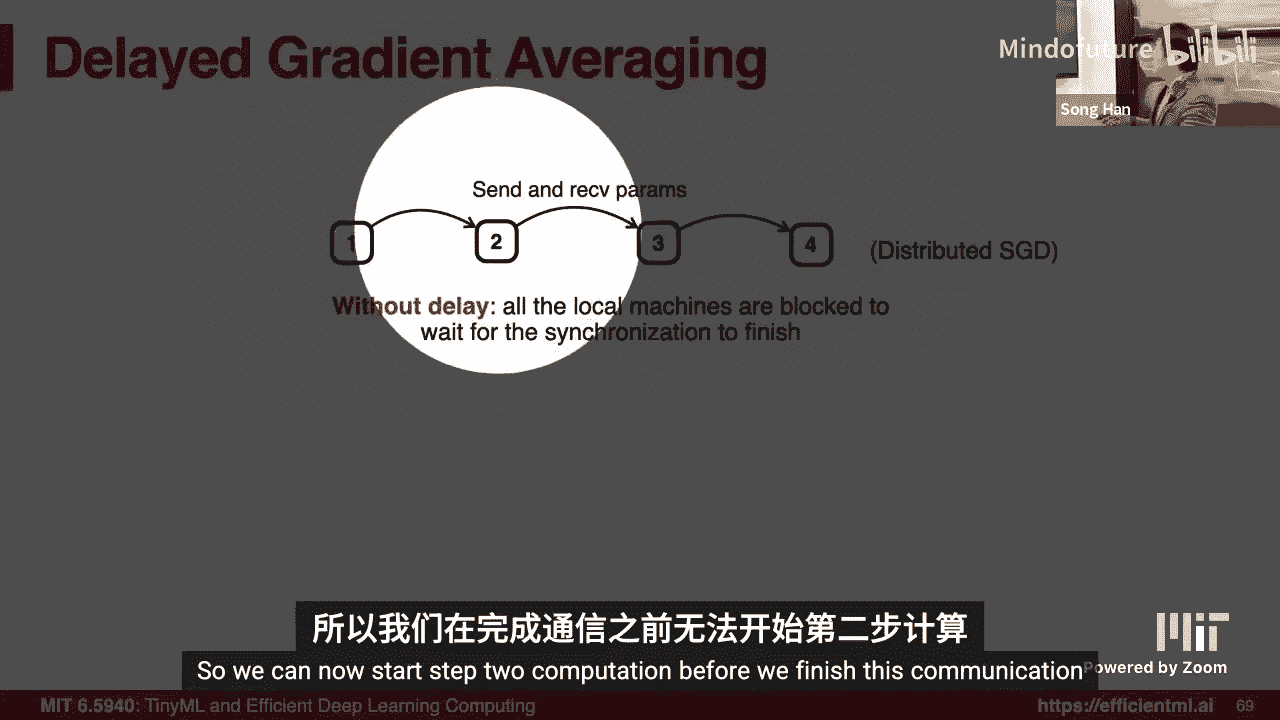 Delayed Gradient Averaging
Mindofuture bilibili
Song Han
Send and recv params
1 2 3 4 (Distributed SGD)
Without delay: all the local machines are blocked to
wait for the synchronization to finish
所以我们在完成通信之前无法开始第二步计算
So we can now start step two computation before we finish this communication
MiT
Powered by Zoom
MIT 6.5940: TinyML and Efficient Deep Learning Computing https://efficientml.ai 69